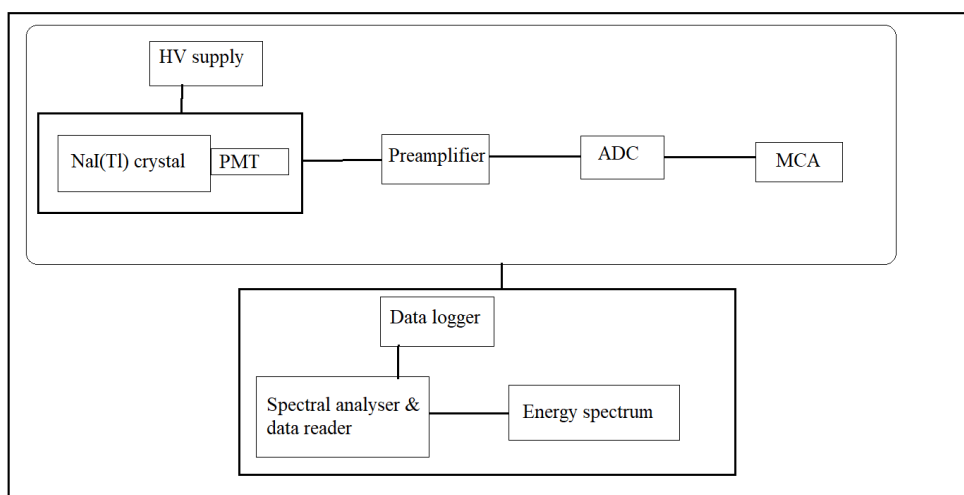 HV supply
NaI(Tl) crystal
PMT
Preamplifier
ADC
MCA
Data logger
Spectral analyser &
data reader
Energy spectrum